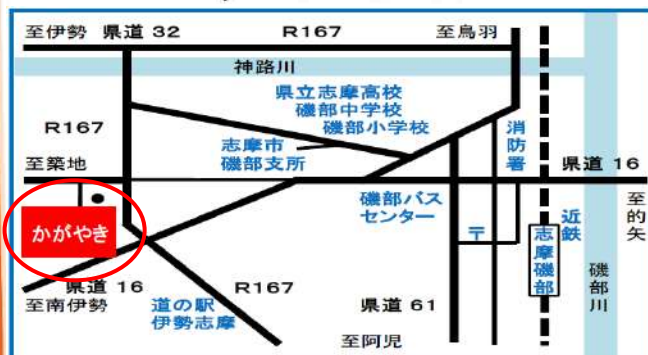 至伊勢 県道 32 R167 至鳥羽
神路川
県立志摩高校
磯部中学校
磯部小学校
R167
志摩市
磯部支所
消防署
至築地
県道 16
かがやき
磯部バス
センター
〒
近鉄
志摩磯部
至的矢
磯部川
県道 16
至南伊勢
道の駅
伊勢志摩
R167
県道 61
至阿児